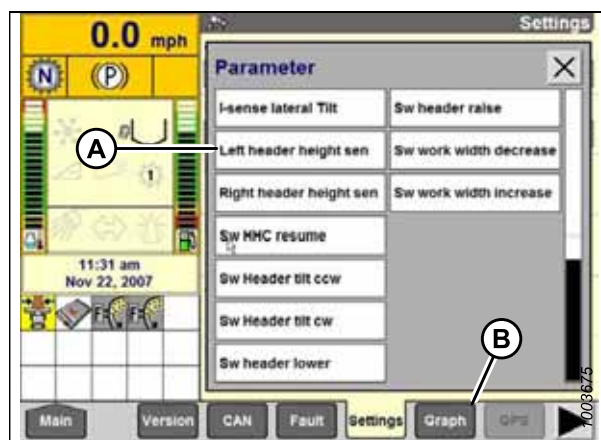 0.0 mph
Settings
N
(P)
Parameter
I-sense lateral Tilt
Sw header raise
A
Left header height sen
Sw work width decrease
1
Right header height sen
Sw work width increase
Sw HHC resume
11:31 am
Nov 22, 2007
Sw Header tilt ccw
F=
F=
Sw Header tilt cw
B
Sw header lower
Main
Version
CAN
Fault
Settings
Graph
GPS
1003675